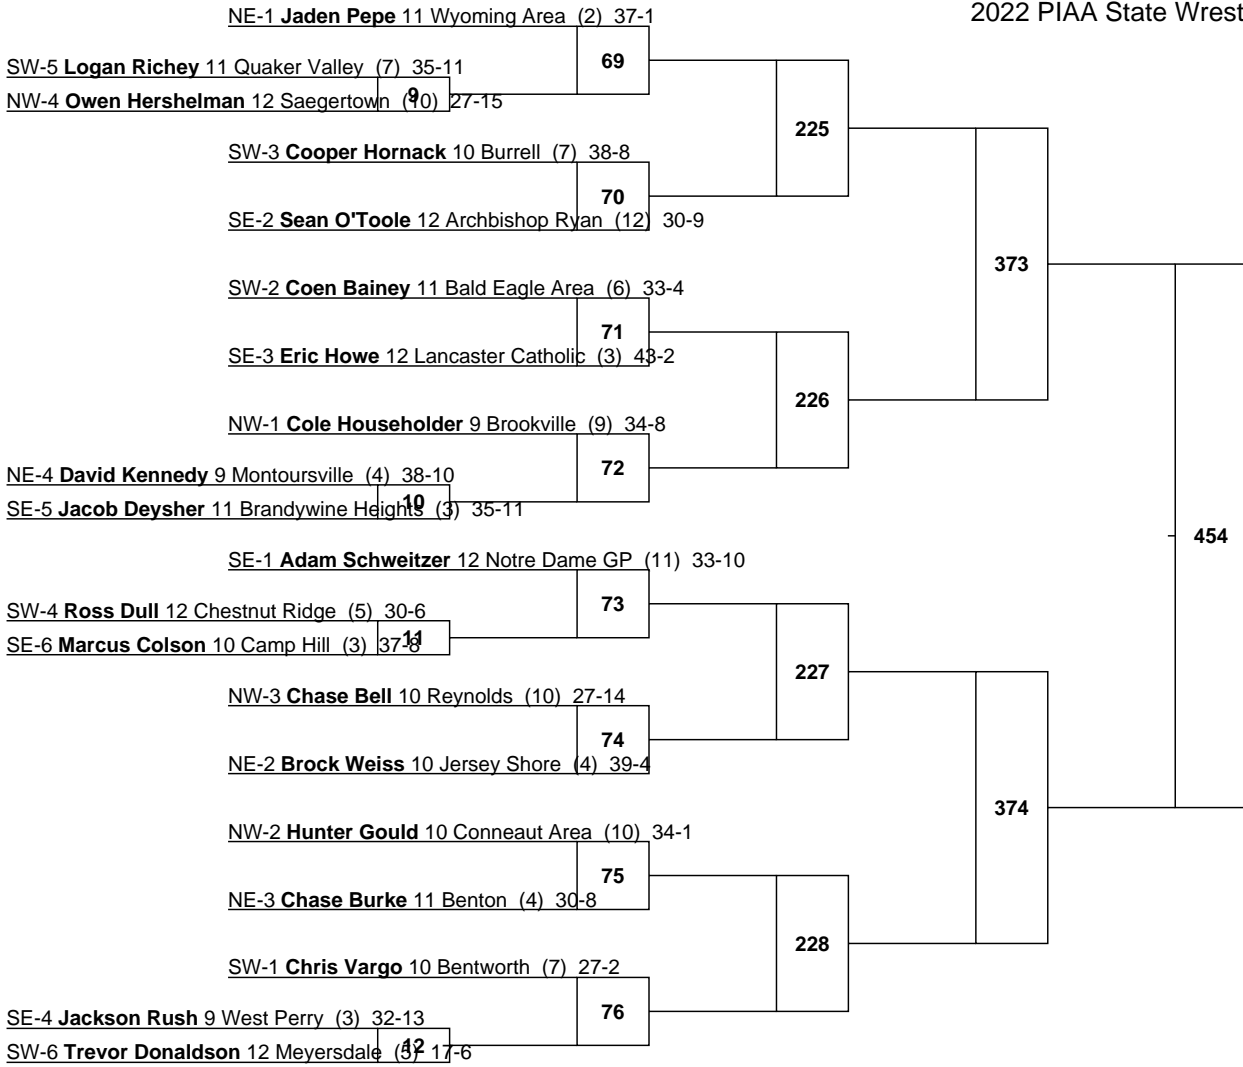 2022 PIAA State Wrest
NE-1 Jaden Pepe 11 Wyoming Area (2) 37-1
69
SW-5 Logan Richey 11 Quaker Valley (7) 35-11
9
NW-4 Owen Hershelman 12 Saegertown (10) 27-15
225
SW-3 Cooper Hornack 10 Burrell (7) 38-8
70
SE-2 Sean O'Toole 12 Archbishop Ryan (12) 30-9
373
SW-2 Coen Bainey 11 Bald Eagle Area (6) 33-4
71
SE-3 Eric Howe 12 Lancaster Catholic (3) 43-2
226
NW-1 Cole Householder 9 Brookville (9) 34-8
72
NE-4 David Kennedy 9 Montoursville (4) 38-10
10
SE-5 Jacob Deysher 11 Brandywine Heights (3) 35-11
454
SE-1 Adam Schweitzer 12 Notre Dame GP (11) 33-10
73
SW-4 Ross Dull 12 Chestnut Ridge (5) 30-6
11
SE-6 Marcus Colson 10 Camp Hill (3) 37-8
227
NW-3 Chase Bell 10 Reynolds (10) 27-14
74
NE-2 Brock Weiss 10 Jersey Shore (4) 39-4
374
NW-2 Hunter Gould 10 Conneaut Area (10) 34-1
75
NE-3 Chase Burke 11 Benton (4) 30-8
228
SW-1 Chris Vargo 10 Bentworth (7) 27-2
76
SE-4 Jackson Rush 9 West Perry (3) 32-13
12
SW-6 Trevor Donaldson 12 Meyersdale (5) 17-6